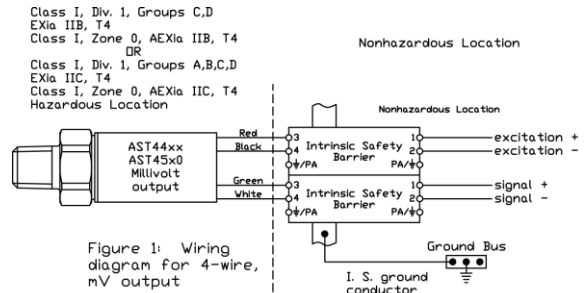 Class I, Div. 1, Groups C,D
EXia IIB, T4
Class I, Zone 0, AExia IIB, T4
OR
Class I, Div. 1, Groups A,B,C,D
EXia IIC, T4
Class I, Zone 0, AExia IIC, T4
Hazardous Location
Nonhazardous Location
Nonhazardous Location
AST44xx
AST45x0
Millivolt
output
Red
Black
Green
White
3
4
⏚/PA
Intrinsic Safety
Barrier
1
2
PA/⏚
excitation +
excitation -
3
4
⏚/PA
Intrinsic Safety
Barrier
1
2
PA/⏚
signal +
signal -
Figure 1: Wiring
diagram for 4-wire,
mV output
Ground Bus
I. S. ground
conductor